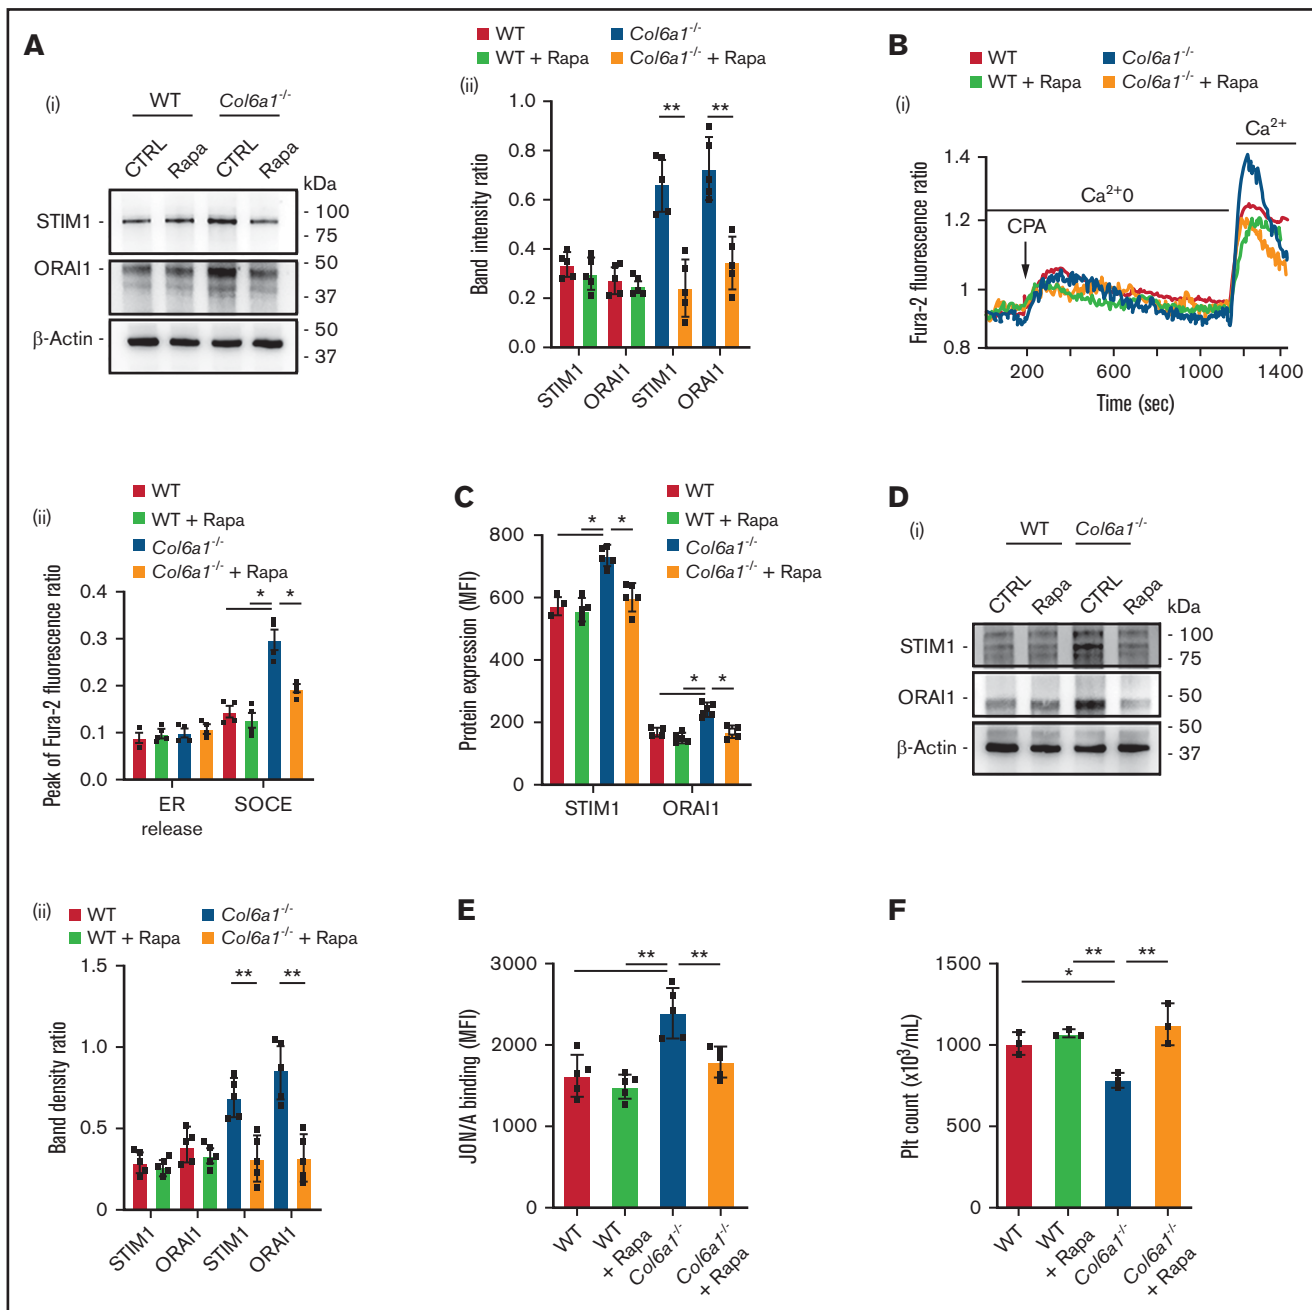 A
(i)
WT Col6a1-/-
CTRL Rapa CTRL Rapa
kDa
STIM1 - - 100
- 75
ORAI1 - - 50
- 37
β-Actin - - 50
- 37
WT Col6a1-/-
WT + Rapa Col6a1-/- + Rapa
(ii)
** **
Band intensity ratio
1.0
0.8
0.6
0.4
0.2
0.0
STIM1 ORAI1 STIM1 ORAI1
B
WT Col6a1-/-
WT + Rapa Col6a1-/- + Rapa
(i)
Ca2+
Ca2+0
CPA
Fura-2 fluorescence ratio
1.4
1.2
1
0.8
200 600 1000 1400
Time (sec)
(ii)
WT
WT + Rapa
Col6a1-/-
Col6a1-/- + Rapa
* *
Peak of Fura-2 fluorescence ratio
0.4
0.3
0.2
0.1
0.0
ER
release
SOCE
C
WT
WT + Rapa
Col6a1-/-
Col6a1-/- + Rapa
* *
* *
Protein expression (MFI)
800
600
400
200
0
STIM1 ORAI1
D
(i)
WT Col6a1-/-
CTRL Rapa CTRL Rapa
kDa
STIM1 - - 100
- 75
ORAI1 - - 50
- 50
β-Actin - - 37
(ii)
WT Col6a1-/-
WT + Rapa Col6a1-/- + Rapa
** **
Band density ratio
1.5
1.0
0.5
0
STIM1 ORAI1 STIM1 ORAI1
E
** **
JON/A binding (MFI)
3000
2000
1000
0
WT
WT
+ Rapa
Col6a1-/-
Col6a1-/-
+ Rapa
F
** **
*
Plt count (x10³/mL)
1500
1000
500
0
WT
WT
+ Rapa
Col6a1-/-
Col6a1-/-
+ Rapa